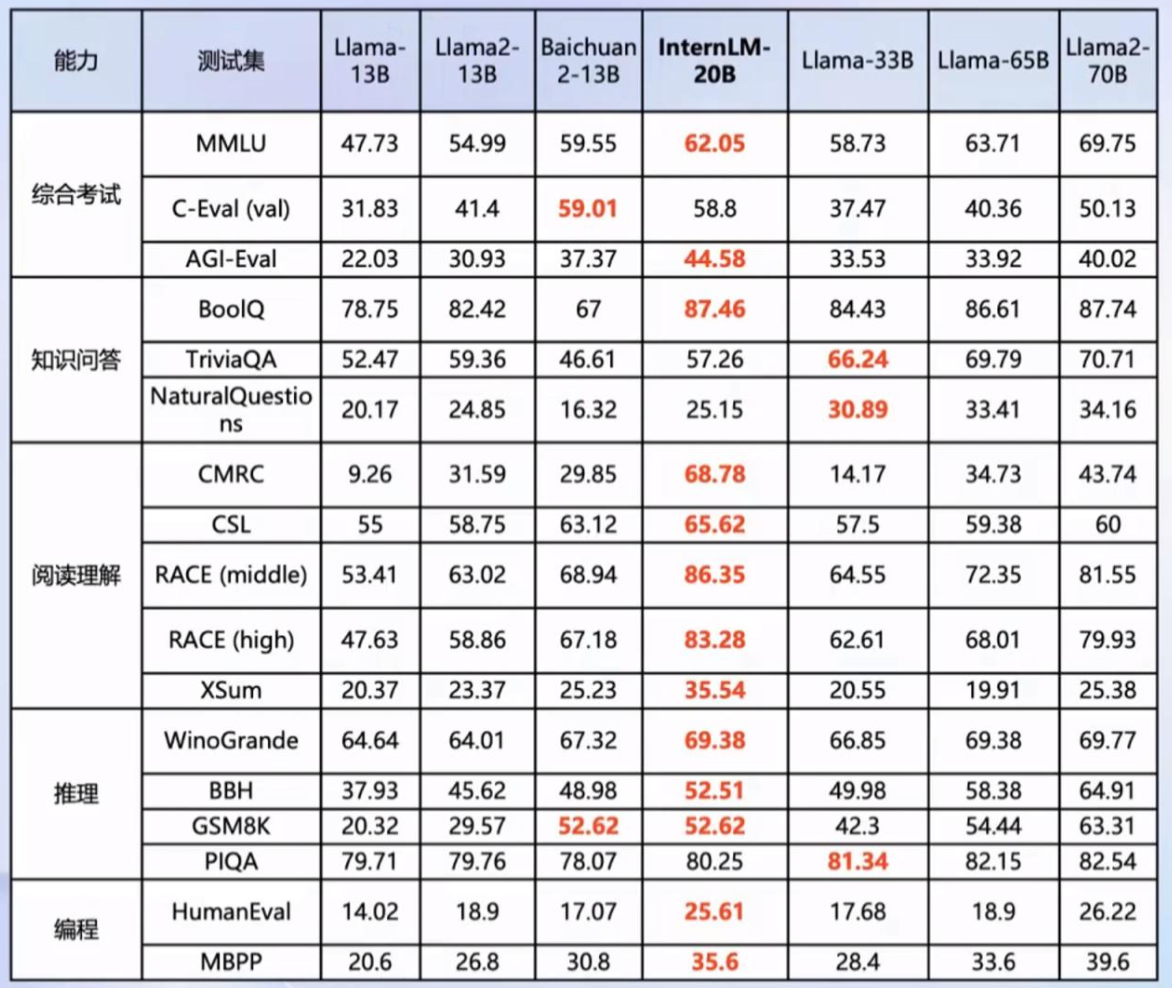 能力 测试集 Llama-13B Llama2-13B Baichuan2-13B InternLM-20B Llama-33B Llama-65B Llama2-70B
综合考试
MMLU 47.73 54.99 59.55 62.05 58.73 63.71 69.75
C-Eval (val) 31.83 41.4 59.01 58.8 37.47 40.36 50.13
AGI-Eval 22.03 30.93 37.37 44.58 33.53 33.92 40.02
知识问答
BoolQ 78.75 82.42 67 87.46 84.43 86.61 87.74
TriviaQA 52.47 59.36 46.61 57.26 66.24 69.79 70.71
NaturalQuestions 20.17 24.85 16.32 25.15 30.89 33.41 34.16
阅读理解
CMRC 9.26 31.59 29.85 68.78 14.17 34.73 43.74
CSL 55 58.75 63.12 65.62 57.5 59.38 60
RACE (middle) 53.41 63.02 68.94 86.35 64.55 72.35 81.55
RACE (high) 47.63 58.86 67.18 83.28 62.61 68.01 79.93
XSum 20.37 23.37 25.23 35.54 20.55 19.91 25.38
推理
WinoGrande 64.64 64.01 67.32 69.38 66.85 69.38 69.77
BBH 37.93 45.62 48.98 52.51 49.98 58.38 64.91
GSM8K 20.32 29.57 52.62 52.62 42.3 54.44 63.31
PIQA 79.71 79.76 78.07 80.25 81.34 82.15 82.54
编程
HumanEval 14.02 18.9 17.07 25.61 17.68 18.9 26.22
MBPP 20.6 26.8 30.8 35.6 28.4 33.6 39.6